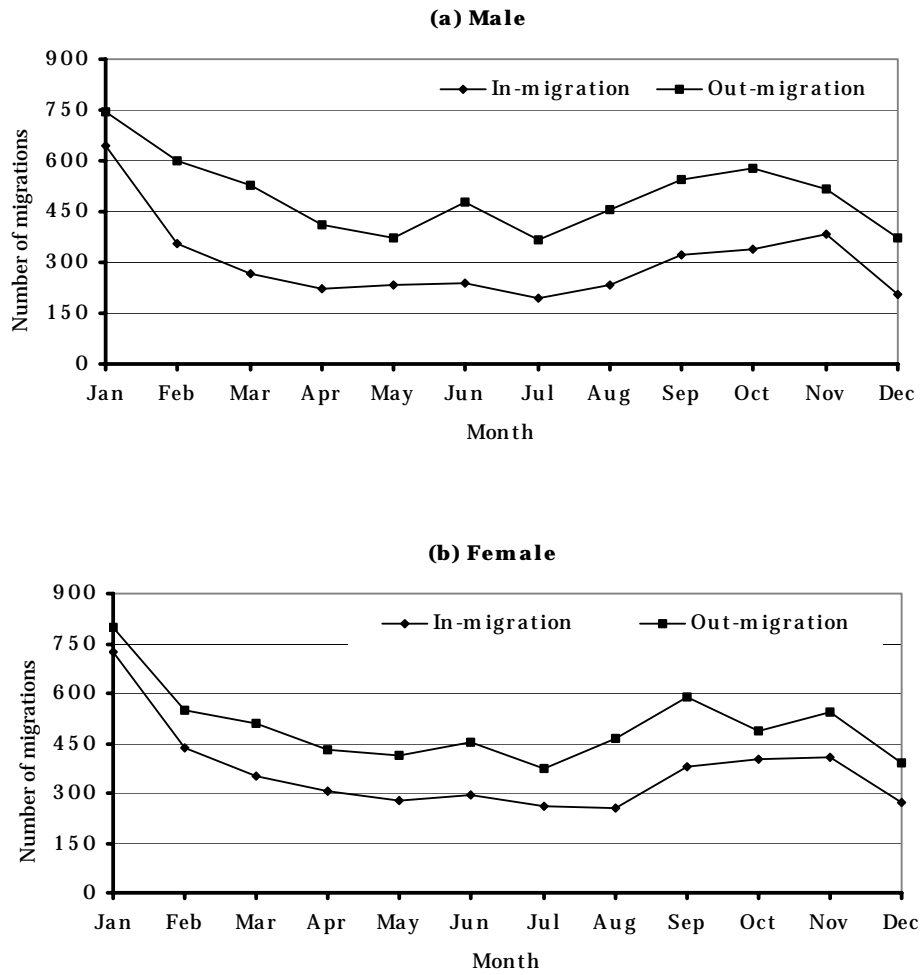 (a) Male
900
In-migration Out-migration
750
600
450
300
150
0
Number of migrations
Jan Feb Mar Apr May Jun Jul Aug Sep Oct Nov Dec
Month
(b) Female
900
In-migration Out-migration
750
600
450
300
150
0
Number of migrations
Jan Feb Mar Apr May Jun Jul Aug Sep Oct Nov Dec
Month